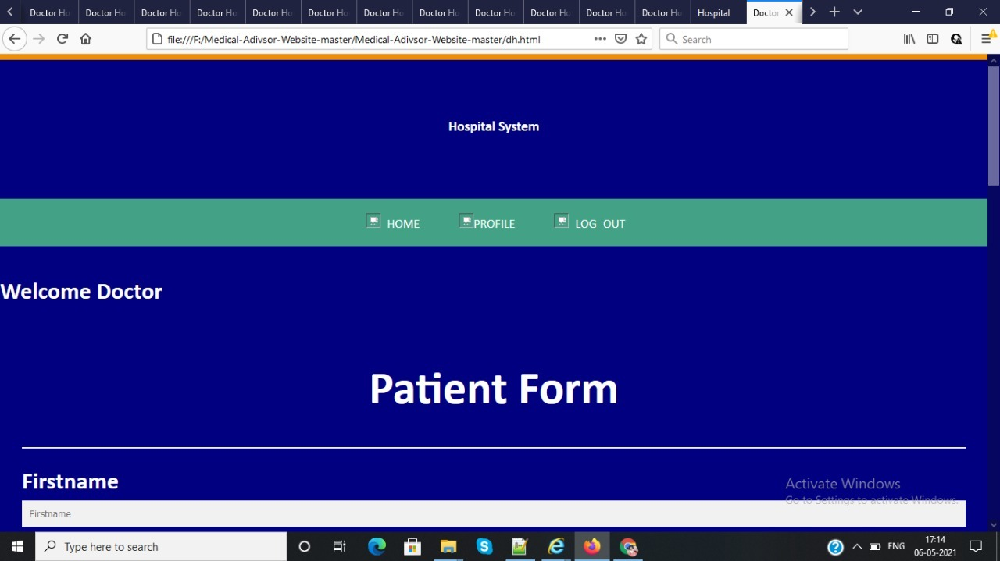 Doctor Ho Doctor Ho Doctor Ho Doctor Ho Doctor Ho Doctor Ho Doctor Ho Doctor Ho Doctor Ho Doctor Ho Doctor Ho Doctor Ho Hospital Doctor
file:///F:/Medical-Adivsor-Website-master/Medical-Adivsor-Website-master/dh.html Search
Hospital System
HOME PROFILE LOG OUT
Welcome Doctor
Patient Form
Firstname
Firstname
Activate Windows
Go to Settings to activate Windows.
Type here to search ENG 17:14
06-05-2021